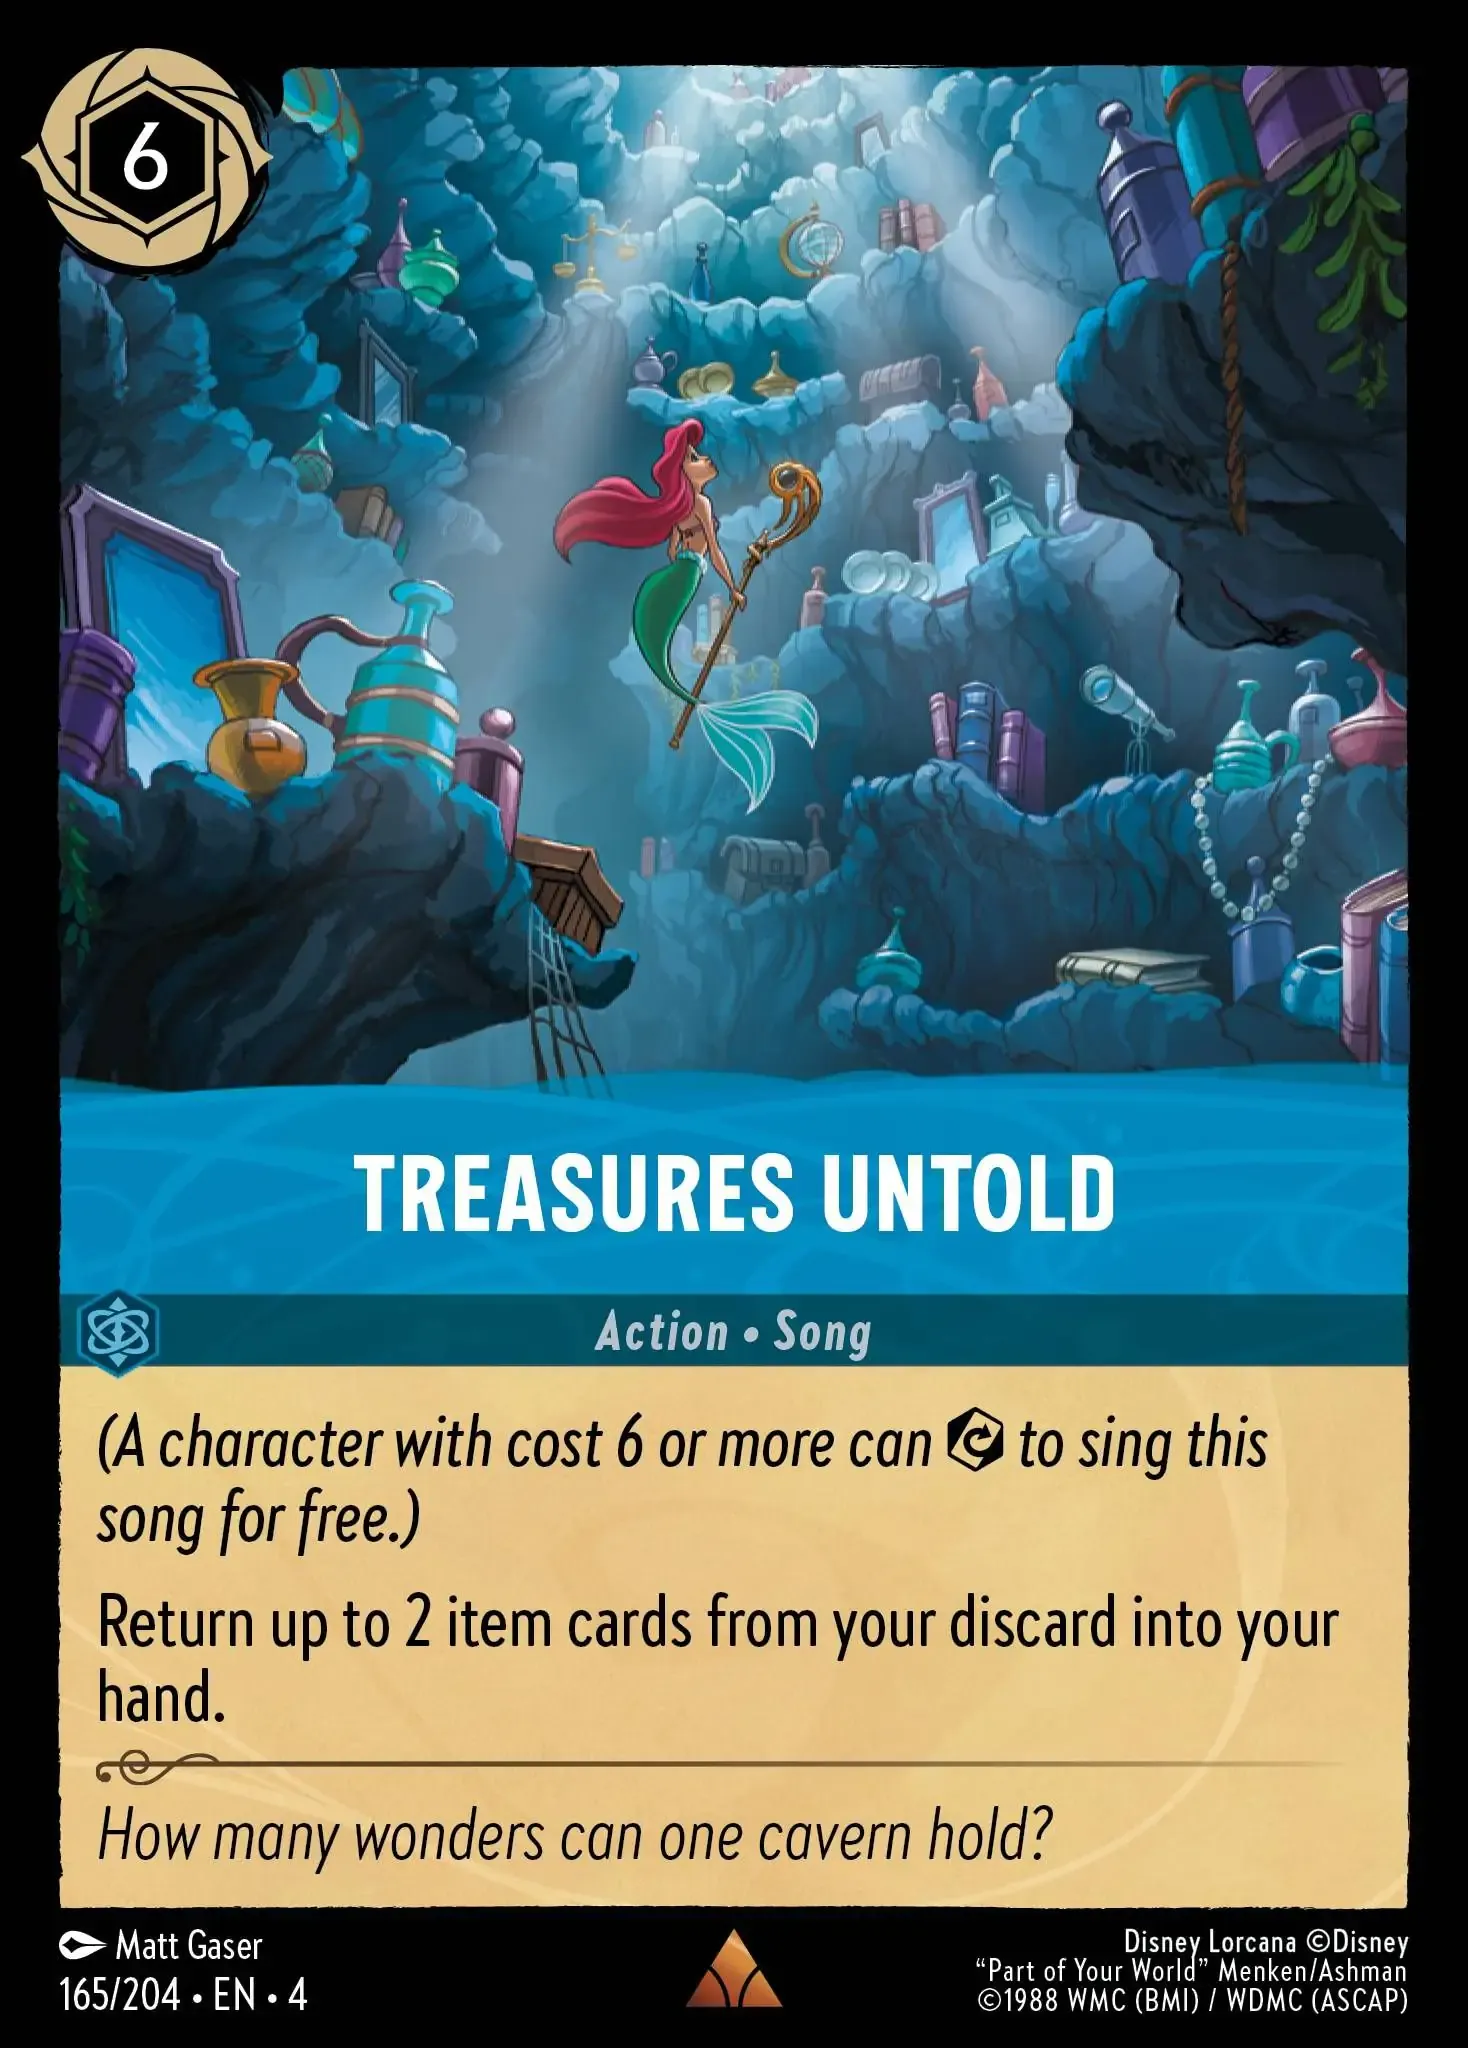 6
TREASURES UNTOLD
Action • Song
(A character with cost 6 or more can to sing this
song for free.)
Return up to 2 item cards from your discard into your
hand.
How many wonders can one cavern hold?
Matt Gaser
165/204 • EN • 4
Disney Lorcana ©Disney
“Part of Your World” Menken/Ashman
©1988 WMC (BMI) / WDMC (ASCAP)